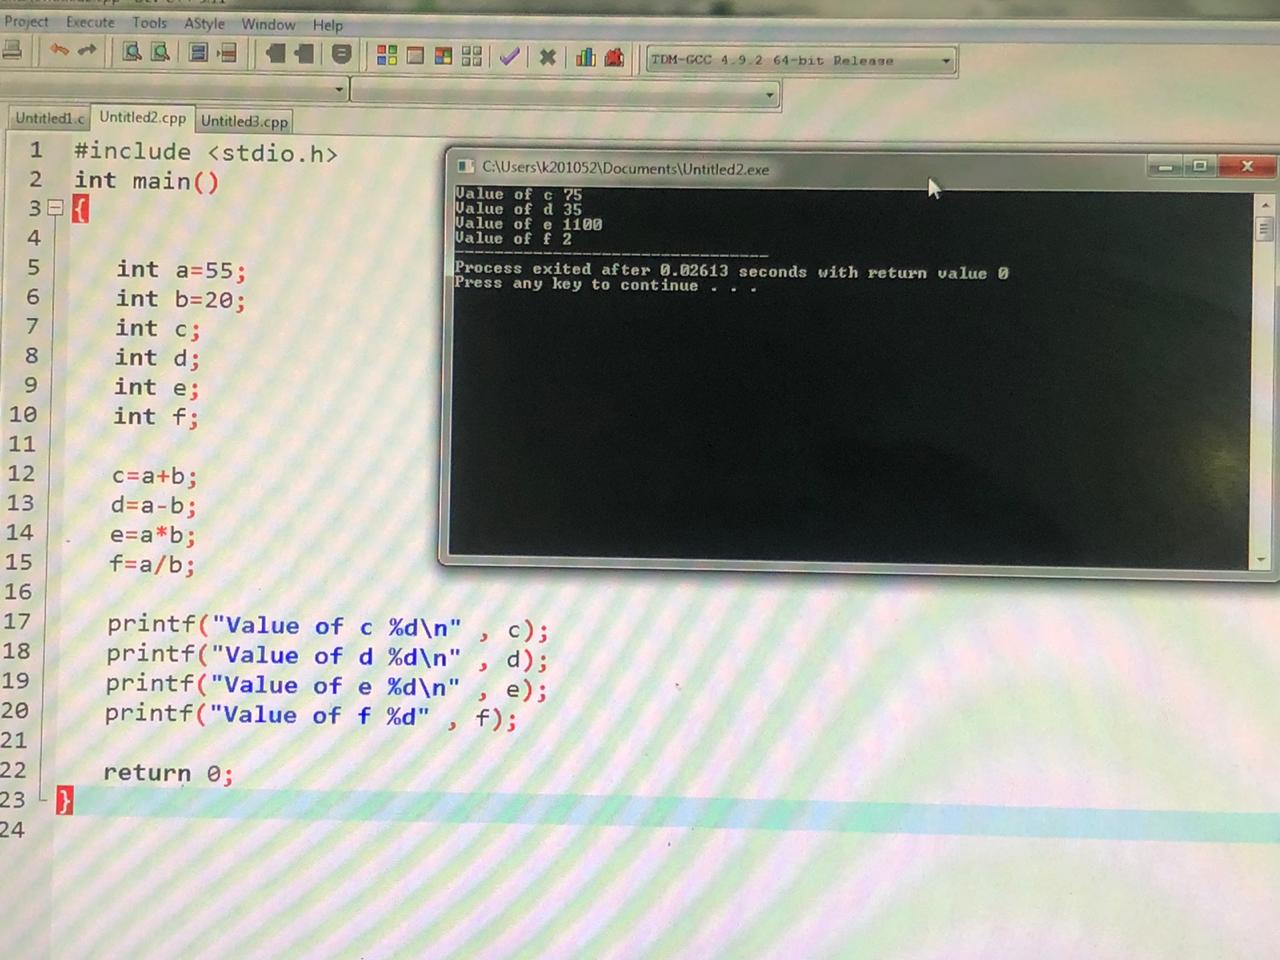 Project Execute Tools AStyle Window Help
TDM-GCC 4.9.2 64-bit Release
Untitled1.c Untitled2.cpp Untitled3.cpp
1 #include <stdio.h>
2 int main()
3 {
4
5 int a=55;
6 int b=20;
7 int c;
8 int d;
9 int e;
10 int f;
11
12 c=a+b;
13 d=a-b;
14 e=a*b;
15 f=a/b;
16
17 printf("Value of c %d\n" , c);
18 printf("Value of d %d\n" , d);
19 printf("Value of e %d\n" , e);
20 printf("Value of f %d" , f);
21
22 return 0;
23 }
24
C:\Users\k201052\Documents\Untitled2.exe
Value of c 75
Value of d 35
Value of e 1100
Value of f 2
--------------------------------
Process exited after 0.02613 seconds with return value 0
Press any key to continue . . .